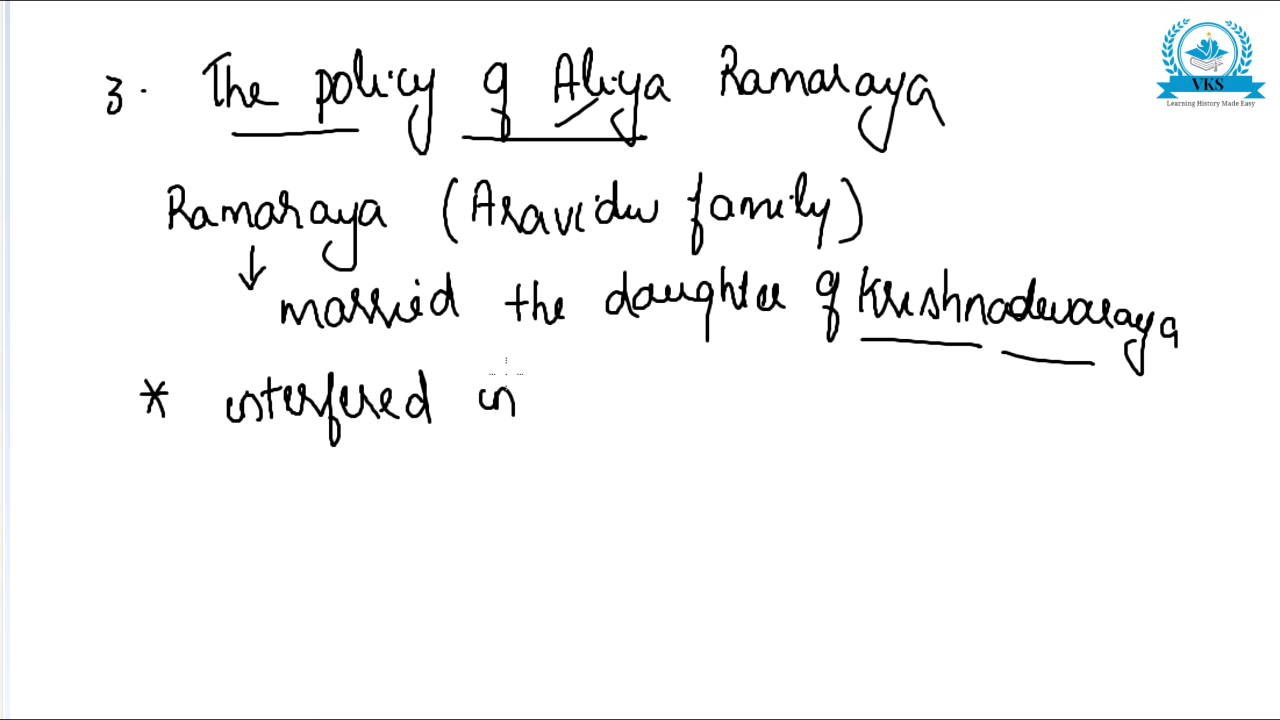 VKS
Learning History Made Easy
3. The policy of Aliya Ramaraya
Ramaraya (Aravidu family)
↓ married the daughter of Krishnadevaraya
* interfered in